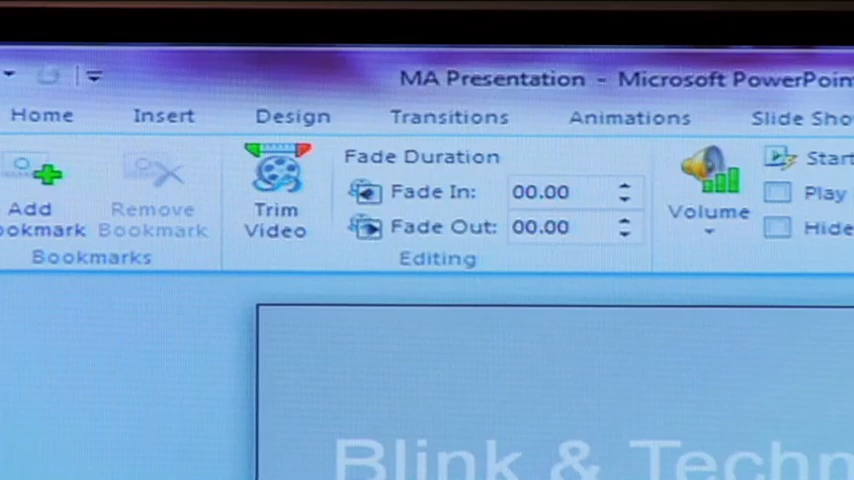 MA Presentation - Microsoft PowerPoin
Home Insert Design Transitions Animations Slide Sho
Fade Duration Start
Add Remove Trim Fade In: 00.00 Volume Play
ookmark Bookmark Video Fade Out: 00.00 Hide
Bookmarks Editing
Blink & Techn